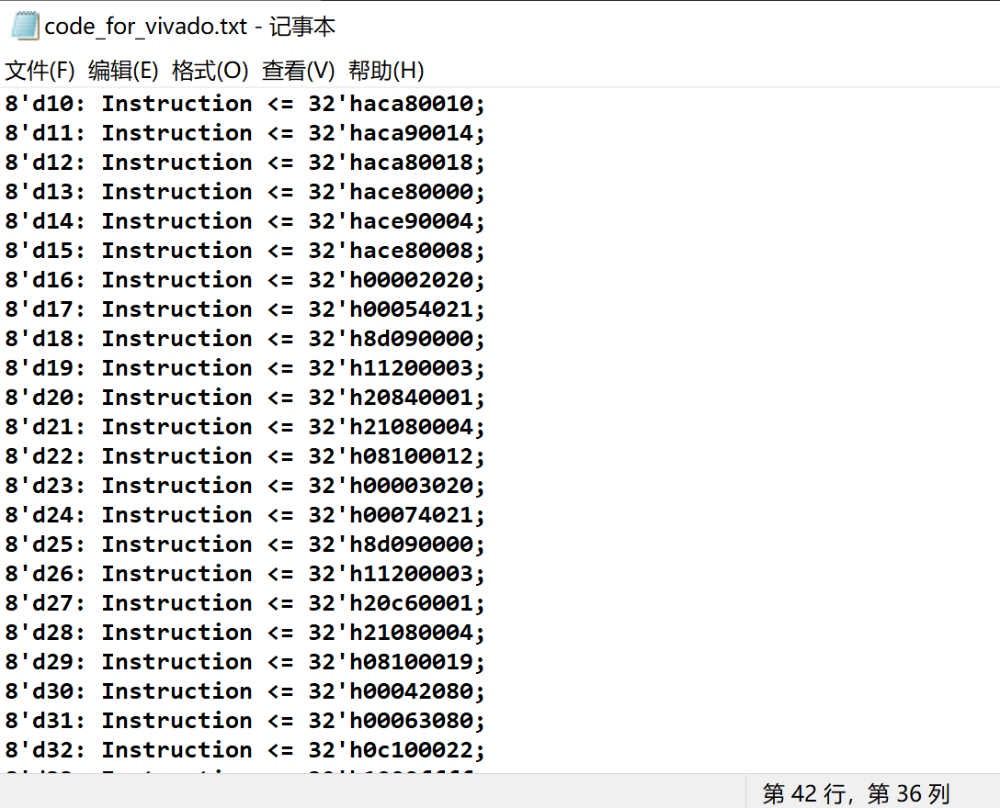 code_for_vivado.txt - 记事本
文件(F) 编辑(E) 格式(O) 查看(V) 帮助(H)
8'd10: Instruction <= 32'haca80010;
8'd11: Instruction <= 32'haca90014;
8'd12: Instruction <= 32'haca80018;
8'd13: Instruction <= 32'hace80000;
8'd14: Instruction <= 32'hace90004;
8'd15: Instruction <= 32'hace80008;
8'd16: Instruction <= 32'h00002020;
8'd17: Instruction <= 32'h00054021;
8'd18: Instruction <= 32'h8d090000;
8'd19: Instruction <= 32'h11200003;
8'd20: Instruction <= 32'h20840001;
8'd21: Instruction <= 32'h21080004;
8'd22: Instruction <= 32'h08100012;
8'd23: Instruction <= 32'h00003020;
8'd24: Instruction <= 32'h00074021;
8'd25: Instruction <= 32'h8d090000;
8'd26: Instruction <= 32'h11200003;
8'd27: Instruction <= 32'h20c60001;
8'd28: Instruction <= 32'h21080004;
8'd29: Instruction <= 32'h08100019;
8'd30: Instruction <= 32'h00042080;
8'd31: Instruction <= 32'h00063080;
8'd32: Instruction <= 32'h0c100022;
第 42 行，第 36 列